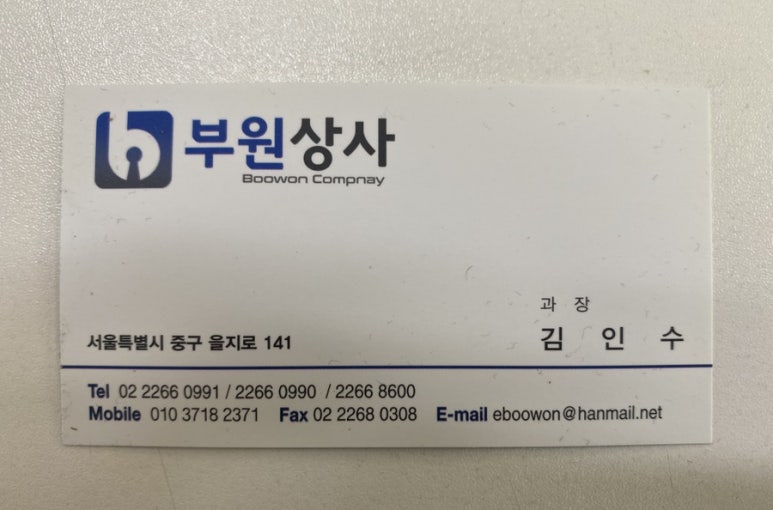 부원상사
Boowon Compnay
과 장
김 인 수
서울특별시 중구 을지로 141
Tel 02 2266 0991 / 2266 0990 / 2266 8600
Mobile 010 3718 2371 Fax 02 2268 0308 E-mail eboowon@hanmail.net